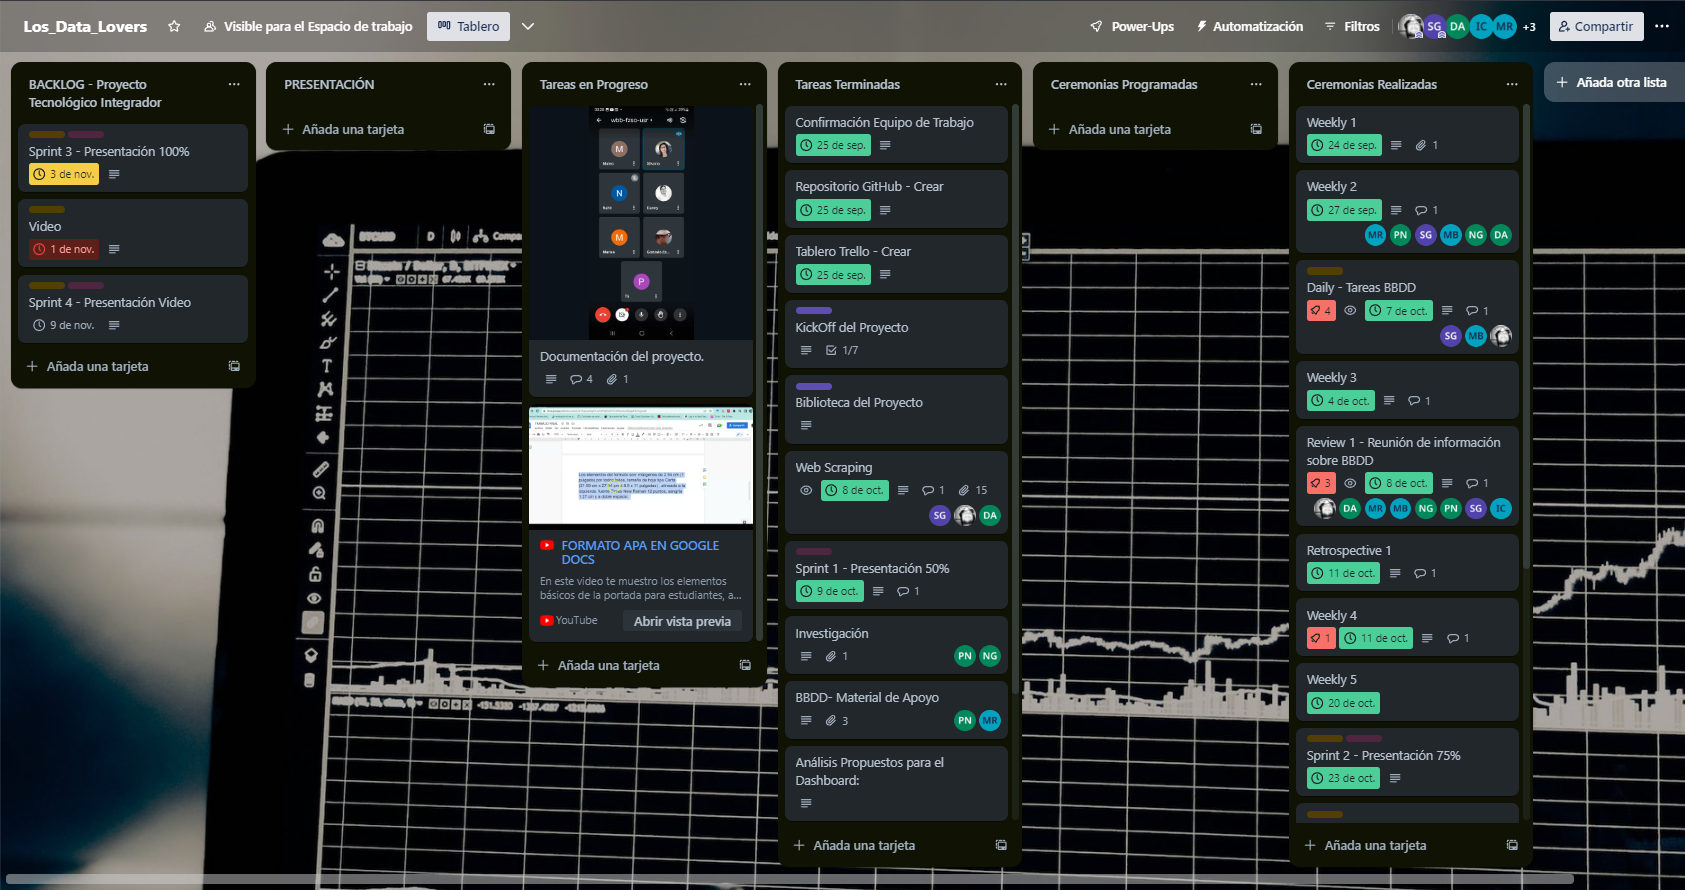 Los_Data_Lovers
Visible para el Espacio de trabajo
Tablero
Power-Ups
Automatización
Filtros
SG
DA
IC
MR
+3
Compartir
BACKLOG - Proyecto
Tecnológico Integrador
Sprint 3 - Presentación 100%
3 de nov.
Video
1 de nov.
Sprint 4 - Presentación Video
9 de nov.
Añada una tarjeta
PRESENTACIÓN
Añada una tarjeta
Tareas en Progreso
M
N
M
P
Documentación del proyecto.
4
1
FORMATO APA EN GOOGLE
DOCS
En este video te muestro los elementos
básicos de la portada para estudiantes, a...
YouTube
Abrir vista previa
Añada una tarjeta
Tareas Terminadas
Confirmación Equipo de Trabajo
25 de sep.
Repositorio GitHub - Crear
25 de sep.
Tablero Trello - Crear
25 de sep.
KickOff del Proyecto
1/7
Biblioteca del Proyecto
Web Scraping
8 de oct.
1
15
SG
DA
Sprint 1 - Presentación 50%
9 de oct.
1
Investigación
1
PN
NG
BBDD- Material de Apoyo
3
PN
MR
Análisis Propuestos para el
Dashboard:
Añada una tarjeta
Ceremonias Programadas
Añada una tarjeta
Ceremonias Realizadas
Weekly 1
24 de sep.
1
Weekly 2
27 de sep.
1
MR
PN
SG
MB
NG
DA
Daily - Tareas BBDD
4
7 de oct.
1
SG
MB
Weekly 3
4 de oct.
1
Review 1 - Reunión de información
sobre BBDD
3
8 de oct.
1
DA
MR
MB
NG
PN
SG
IC
Retrospective 1
11 de oct.
1
Weekly 4
1
11 de oct.
1
Weekly 5
20 de oct.
Sprint 2 - Presentación 75%
23 de oct.
Añada una tarjeta
Añada otra lista